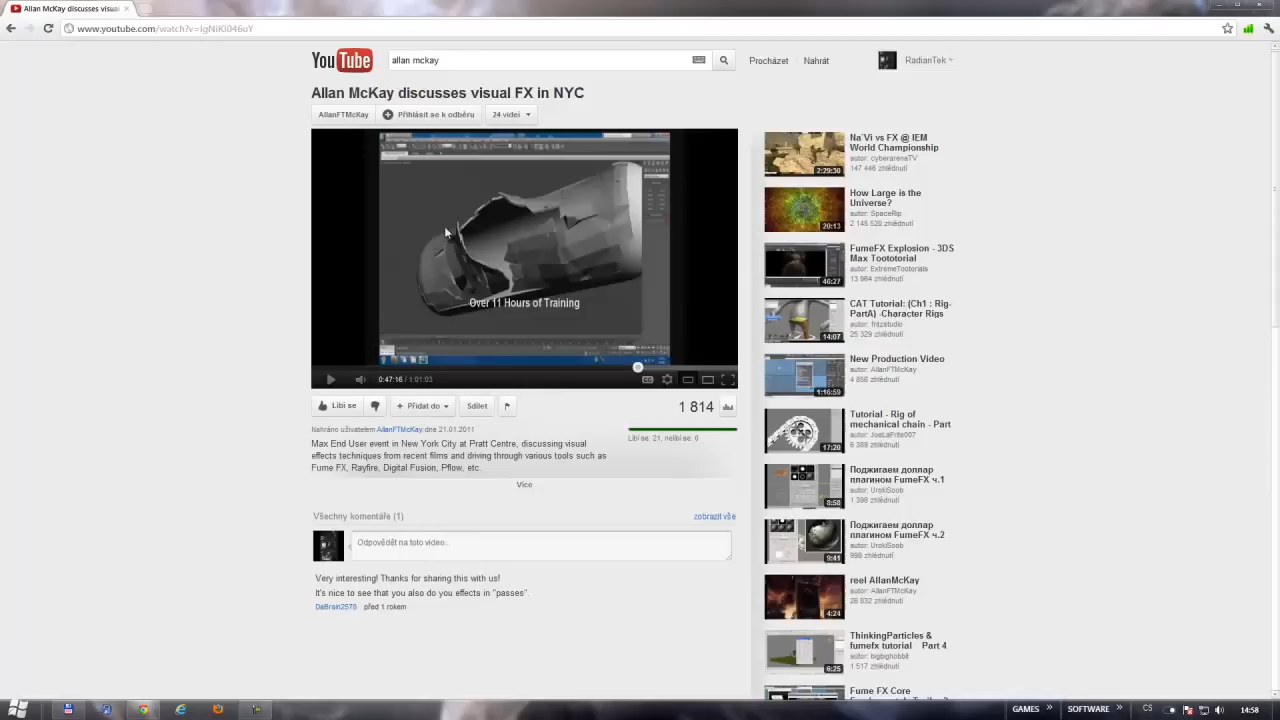 Allan McKay discusses visual
www.youtube.com/watch?v=IgNiKl046uY
YouTube
allan mckay
Procházet
Nahrát
RadianTek
Allan McKay discusses visual FX in NYC
AllanFTMcKay
Přihlásit se k odběru
24 videí
Over 11 Hours of Training
0:47:16 / 1:01:03
CC
Líbí se
Přidat do
Sdílet
1 814
Nahráno uživatelem AllanFTMcKay dne 21.01.2011
Líbí se: 21, nelíbí se: 0
Max End User event in New York City at Pratt Centre, discussing visual
effects techniques from recent films and driving through various tools such as
Fume FX, Rayfire, Digital Fusion, Pflow, etc.
Více
Všechny komentáře (1)
zobrazit vše
Odpovědět na toto video...
Very interesting! Thanks for sharing this with us!
It's nice to see that you also do you effects in "passes".
DaBrain2578 před 1 rokem
Na`Vi vs FX @ IEM
World Championship
autor: cyberarenaTV
147 446 zhlédnutí
2:29:30
How Large is the
Universe?
autor: SpaceRip
2 145 528 zhlédnutí
20:13
FumeFX Explosion - 3DS
Max Toototorial
autor: ExtremeTootorials
13 964 zhlédnutí
46:27
CAT Tutorial: (Ch1 : Rig-
PartA) -Character Rigs
autor: fritzstudio
25 329 zhlédnutí
14:07
New Production Video
autor: AllanFTMcKay
4 856 zhlédnutí
1:16:59
Tutorial - Rig of
mechanical chain - Part
autor: JoeLaFrite007
6 389 zhlédnutí
17:20
Поджигаем доллар
плагином FumeFX ч.1
autor: UrokiSoob
1 398 zhlédnutí
8:58
Поджигаем доллар
плагином FumeFX ч.2
autor: UrokiSoob
998 zhlédnutí
9:41
reel AllanMcKay
autor: AllanFTMcKay
26 832 zhlédnutí
4:24
ThinkingParticles &
fumefx tutorial Part 4
autor: bigbighobbit
1 517 zhlédnutí
6:25
Fume FX Core
GAMES
SOFTWARE
CS
14:58